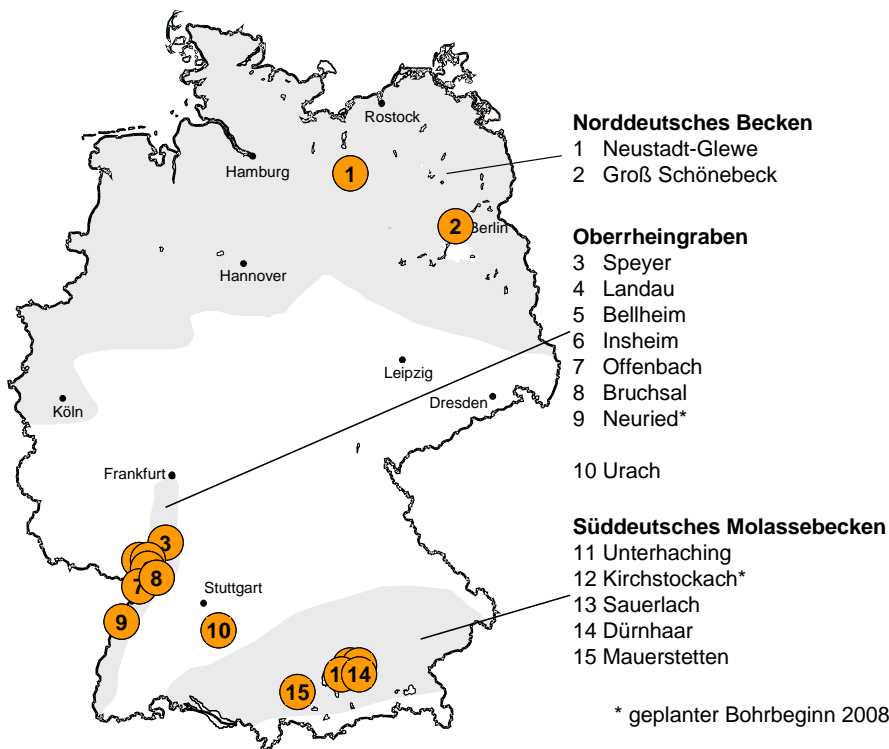 Rostock
Hamburg
1
2
Berlin
Hannover
Leipzig
Köln
Dresden
Frankfurt
3
7
8
Stuttgart
9
10
14
15
Norddeutsches Becken
1 Neustadt-Glewe
2 Groß Schönebeck
Oberrheingraben
3 Speyer
4 Landau
5 Bellheim
6 Insheim
7 Offenbach
8 Bruchsal
9 Neuried*
10 Urach
Süddeutsches Molassebecken
11 Unterhaching
12 Kirchstockach*
13 Sauerlach
14 Dürnhaar
15 Mauerstetten
* geplanter Bohrbeginn 2008